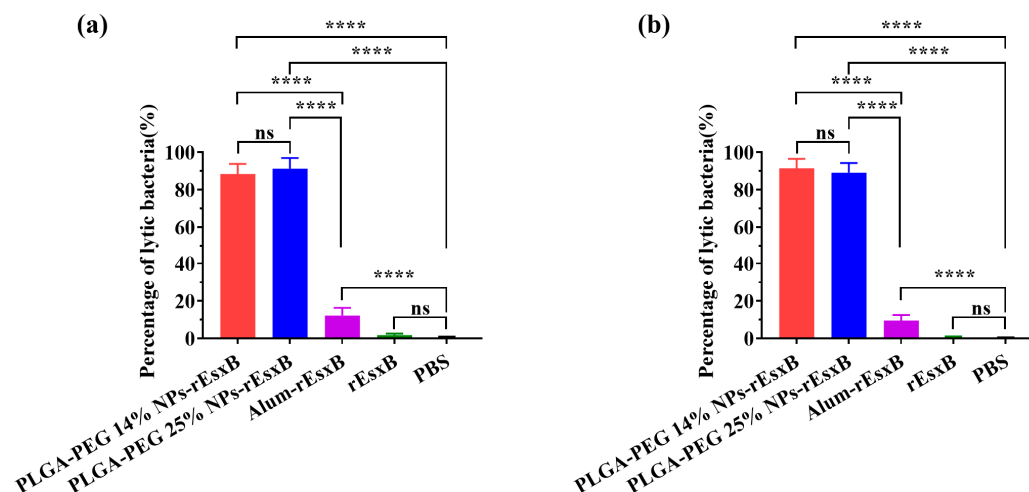 (a)
****
****
****
****
ns
****
ns
Percentage of lytic bacteria(%)
100
80
60
40
20
0
PLGA-PEG 14% NPs-rEsxB
PLGA-PEG 25% NPs-rEsxB
Alum-rEsxB
rEsxB
PBS
(b)
****
****
****
****
ns
****
ns
Percentage of lytic bacteria(%)
100
80
60
40
20
0
PLGA-PEG 14% NPs-rEsxB
PLGA-PEG 25% NPs-rEsxB
Alum-rEsxB
rEsxB
PBS